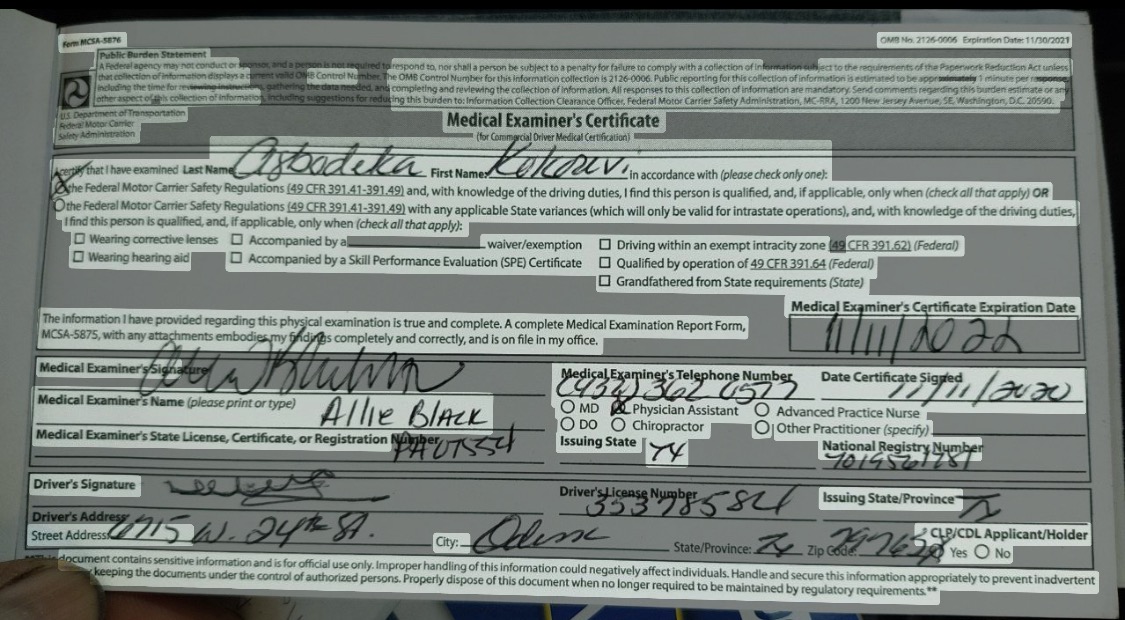 Form MCSA-5876
OMB No. 2126-0006 Expiration Date: 11/30/2021
Public Burden Statement
A Federal agency may not conduct or sponsor, and a person is not required to respond to, nor shall a person be subject to a penalty for failure to comply with a collection of information subject to the requirements of the Paperwork Reduction Act unless
that collection of information displays a current valid OMB Control Number. The OMB Control Number for this information collection is 2126-0006. Public reporting for this collection of information is estimated to be approximately 1 minute per response,
including the time for reviewing instructions, gathering the data needed, and completing and reviewing the collection of information. All responses to this collection of information are mandatory. Send comments regarding this burden estimate or any
other aspect of this collection of information, including suggestions for reducing this burden to: Information Collection Clearance Officer, Federal Motor Carrier Safety Administration, MC-RRA, 1200 New Jersey Avenue, SE, Washington, D.C. 20590.
U.S. Department of Transportation
Federal Motor Carrier
Safety Administration
Medical Examiner's Certificate
(for Commercial Driver Medical Certification)
I certify that I have examined Last Name: Agbodeka First Name: Kokouvi in accordance with (please check only one):
the Federal Motor Carrier Safety Regulations (49 CFR 391.41-391.49) and, with knowledge of the driving duties, I find this person is qualified, and, if applicable, only when (check all that apply) OR
the Federal Motor Carrier Safety Regulations (49 CFR 391.41-391.49) with any applicable State variances (which will only be valid for intrastate operations), and, with knowledge of the driving duties,
I find this person is qualified, and, if applicable, only when (check all that apply):
Wearing corrective lenses Accompanied by a waiver/exemption Driving within an exempt intracity zone (49 CFR 391.62) (Federal)
Wearing hearing aid Accompanied by a Skill Performance Evaluation (SPE) Certificate Qualified by operation of 49 CFR 391.64 (Federal)
Grandfathered from State requirements (State)
The information I have provided regarding this physical examination is true and complete. A complete Medical Examination Report Form,
MCSA-5875, with any attachments embodies my findings completely and correctly, and is on file in my office.
Medical Examiner's Certificate Expiration Date
11/11/2022
Medical Examiner's Signature
Medical Examiner's Telephone Number
(432) 362 0577
Date Certificate Signed
11/11/2020
Medical Examiner's Name (please print or type) ALLIE BLACK
MD Physician Assistant Advanced Practice Nurse
DO Chiropractor Other Practitioner (specify)
Medical Examiner's State License, Certificate, or Registration Number
Issuing State
TX
National Registry Number
Driver's Signature
Driver's License Number
Issuing State/Province
Driver's Address
Street Address: W. 24th St. City: State/Province: Tx Zip Code:
CLP/CDL Applicant/Holder
Yes No
**This document contains sensitive information and is for official use only. Improper handling of this information could negatively affect individuals. Handle and secure this information appropriately to prevent inadvertent
keeping the documents under the control of authorized persons. Properly dispose of this document when no longer required to be maintained by regulatory requirements.**